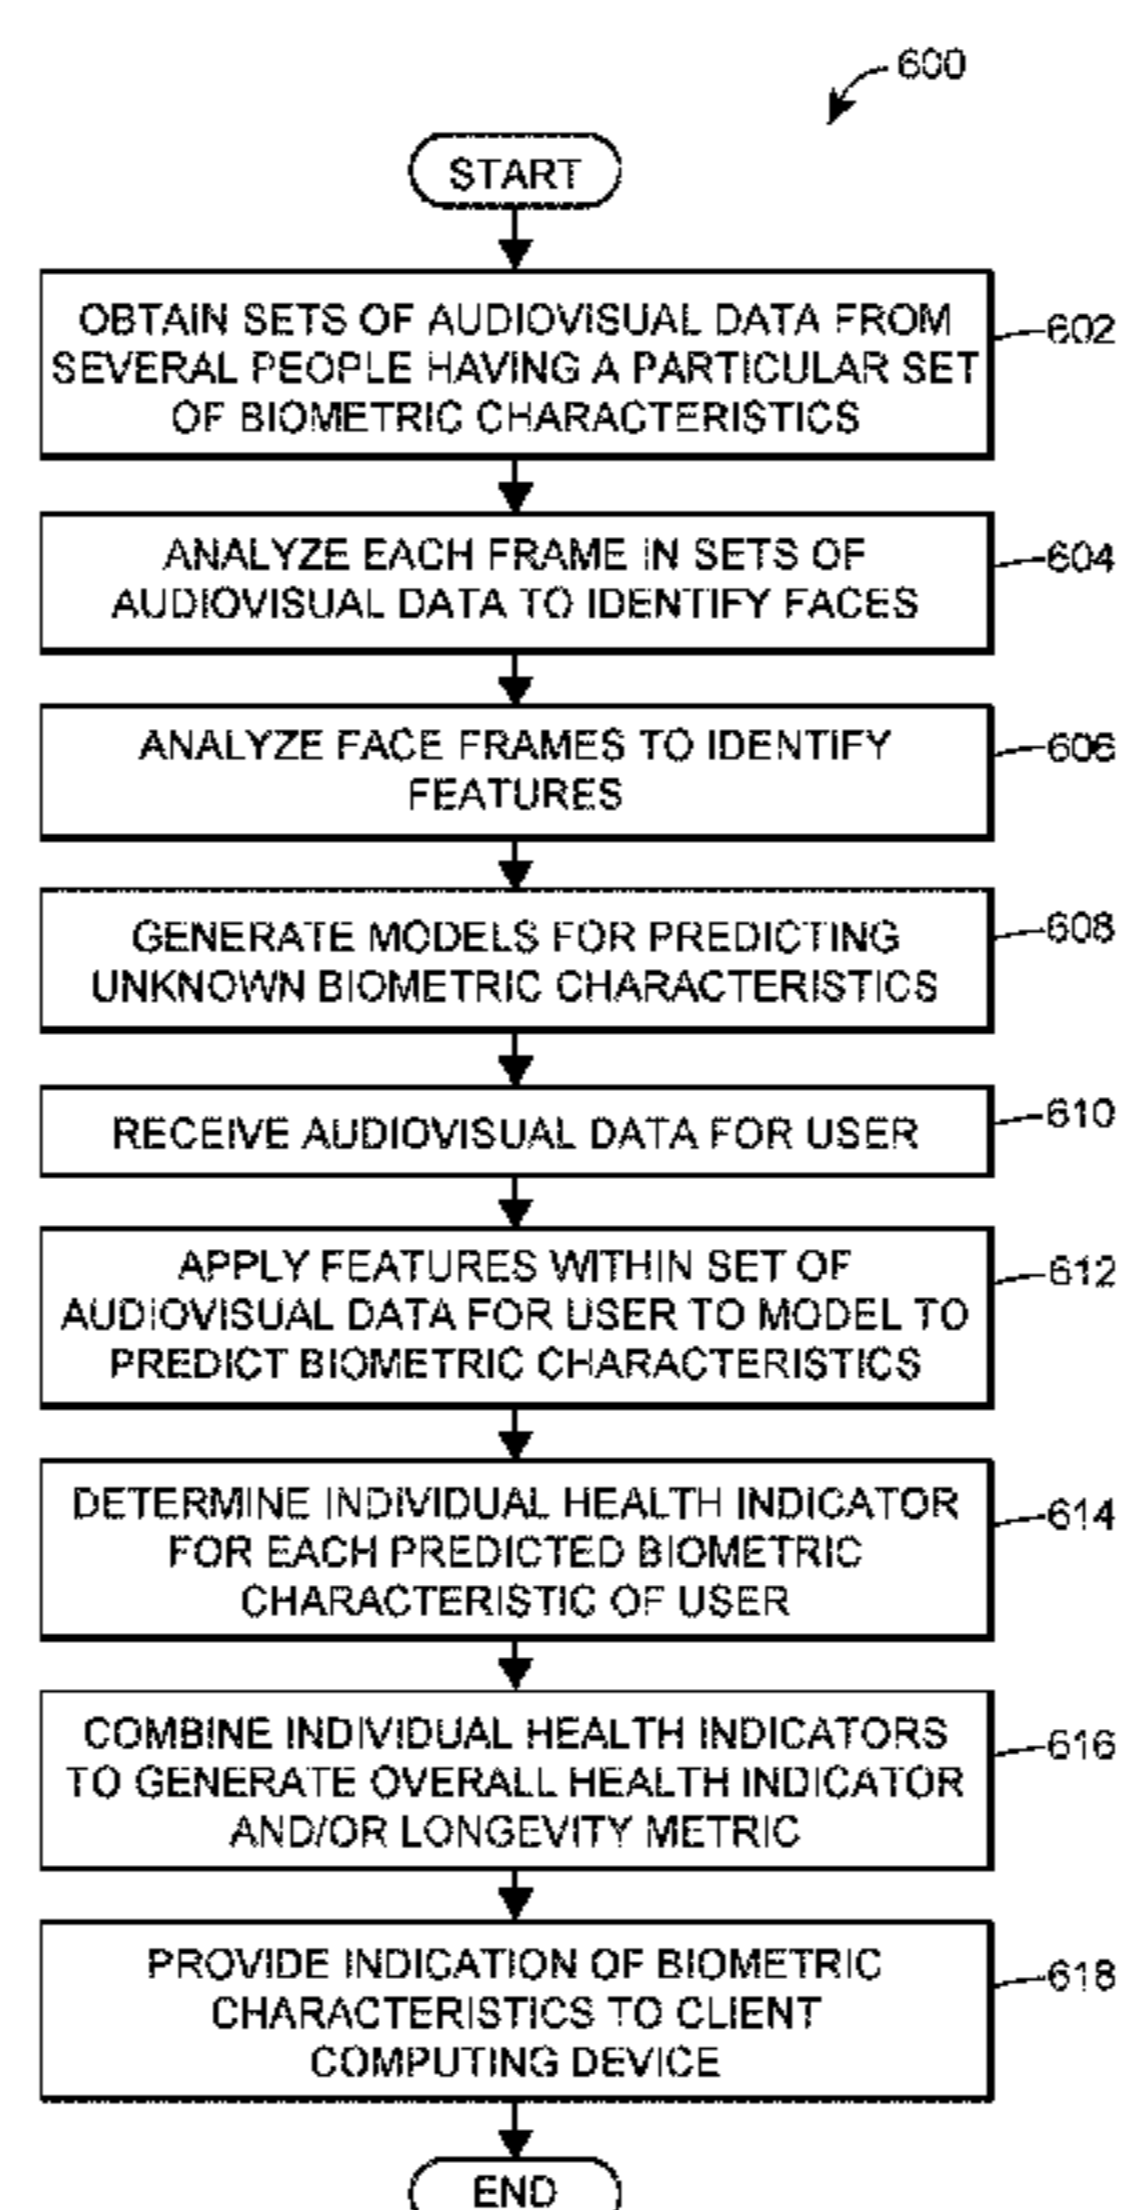 600
START
OBTAIN SETS OF AUDIOVISUAL DATA FROM
SEVERAL PEOPLE HAVING A PARTICULAR SET
OF BIOMETRIC CHARACTERISTICS
602
ANALYZE EACH FRAME IN SETS OF
AUDIOVISUAL DATA TO IDENTIFY FACES
604
ANALYZE FACE FRAMES TO IDENTIFY
FEATURES
606
GENERATE MODELS FOR PREDICTING
UNKNOWN BIOMETRIC CHARACTERISTICS
608
RECEIVE AUDIOVISUAL DATA FOR USER
610
APPLY FEATURES WITHIN SET OF
AUDIOVISUAL DATA FOR USER TO MODEL TO
PREDICT BIOMETRIC CHARACTERISTICS
612
DETERMINE INDIVIDUAL HEALTH INDICATOR
FOR EACH PREDICTED BIOMETRIC
CHARACTERISTIC OF USER
614
COMBINE INDIVIDUAL HEALTH INDICATORS
TO GENERATE OVERALL HEALTH INDICATOR
AND/OR LONGEVITY METRIC
616
PROVIDE INDICATION OF BIOMETRIC
CHARACTERISTICS TO CLIENT
COMPUTING DEVICE
618
END